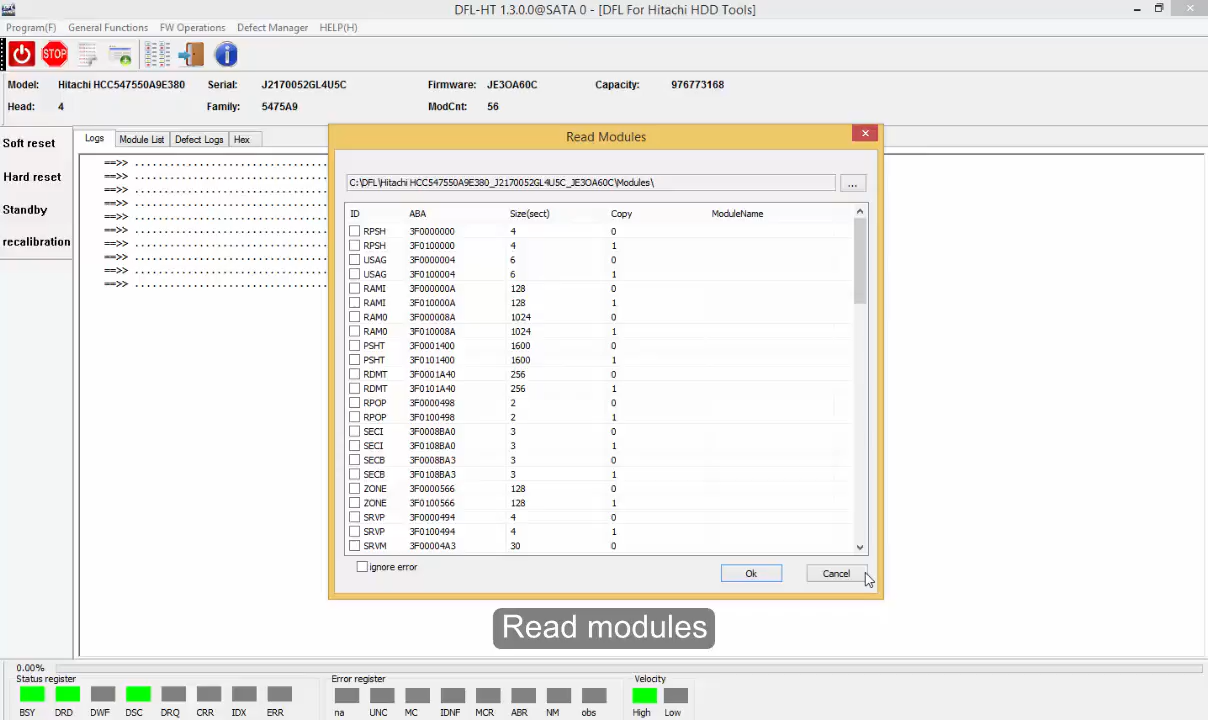 DFL-HT 1.3.0.0@SATA 0 - [DFL For Hitachi HDD Tools]
Program(F) General Functions FW Operations Defect Manager HELP(H)
STOP
Model: Hitachi HCC547550A9E380 Serial: J2170052GL4U5C Firmware: JE3OA60C Capacity: 976773168
Head: 4 Family: 5475A9 ModCnt: 56
Soft reset
Hard reset
Standby
recalibration
Logs Module List Defect Logs Hex
==>> ................................
==>> ................................
==>> ................................
==>> ................................
==>> ................................
==>> ................................
==>> ................................
==>> ................................
==>> ................................
==>> ................................
Read Modules
C:\DFL\Hitachi HCC547550A9E380_J2170052GL4U5C_JE3OA60C\Modules\ ...
ID ABA Size(sect) Copy ModuleName
RPSH 3F0000000 4 0
RPSH 3F0100000 4 1
USAG 3F0000004 6 0
USAG 3F0100004 6 1
RAMI 3F000000A 128 0
RAMI 3F010000A 128 1
RAM0 3F000008A 1024 0
RAM0 3F010008A 1024 1
PSHT 3F0001400 1600 0
PSHT 3F0101400 1600 1
RDMT 3F0001A40 256 0
RDMT 3F0101A40 256 1
RPOP 3F0000498 2 0
RPOP 3F0100498 2 1
SECI 3F0008BA0 3 0
SECI 3F0108BA0 3 1
SECB 3F0008BA3 3 0
SECB 3F0108BA3 3 1
ZONE 3F0000566 128 0
ZONE 3F0100566 128 1
SRVP 3F0000494 4 0
SRVP 3F0100494 4 1
SRVM 3F00004A3 30 0
ignore error
Ok Cancel
Read modules
0.00%
Status register
BSY DRD DWF DSC DRQ CRR IDX ERR
Error register
na UNC MC IDNF MCR ABR NM obs
Velocity
High Low